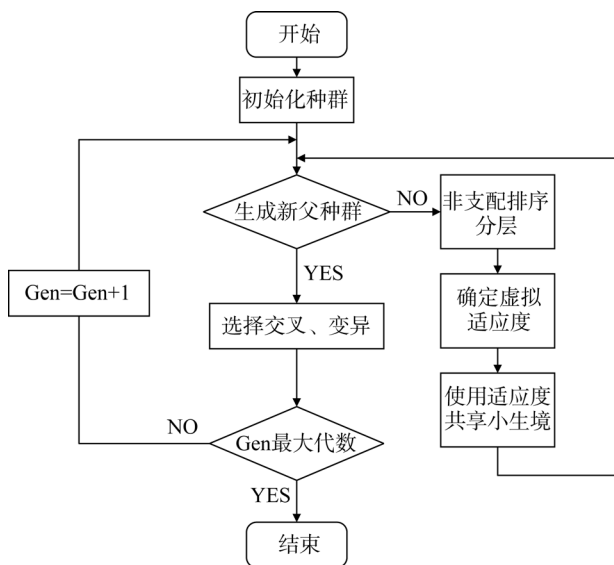 开始
初始化种群
生成新父种群
NO
非支配排序
分层
YES
确定虚拟
适应度
Gen=Gen+1
选择交叉、变异
使用适应度
共享小生境
NO
Gen最大代数
YES
结束